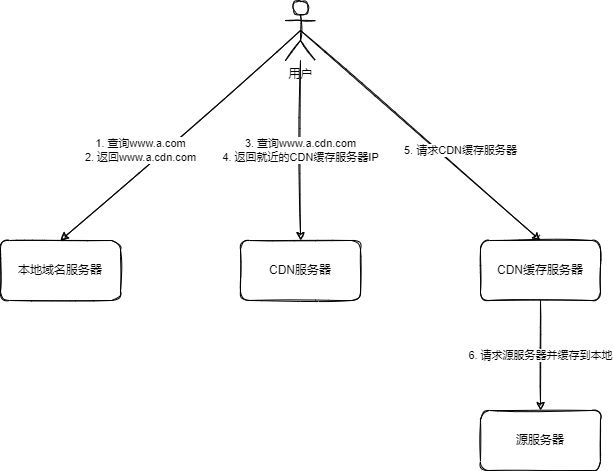 用户
1. 查询www.a.com
2. 返回www.a.cdn.com
3. 查询www.a.cdn.com
4. 返回就近的CDN缓存服务器IP
5. 请求CDN缓存服务器
本地域名服务器
CDN服务器
CDN缓存服务器
6. 请求源服务器并缓存到本地
源服务器